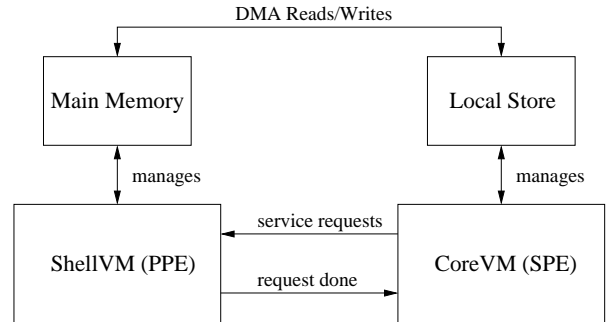 DMA Reads/Writes
Main Memory
Local Store
manages
manages
service requests
ShellVM (PPE)
CoreVM (SPE)
request done